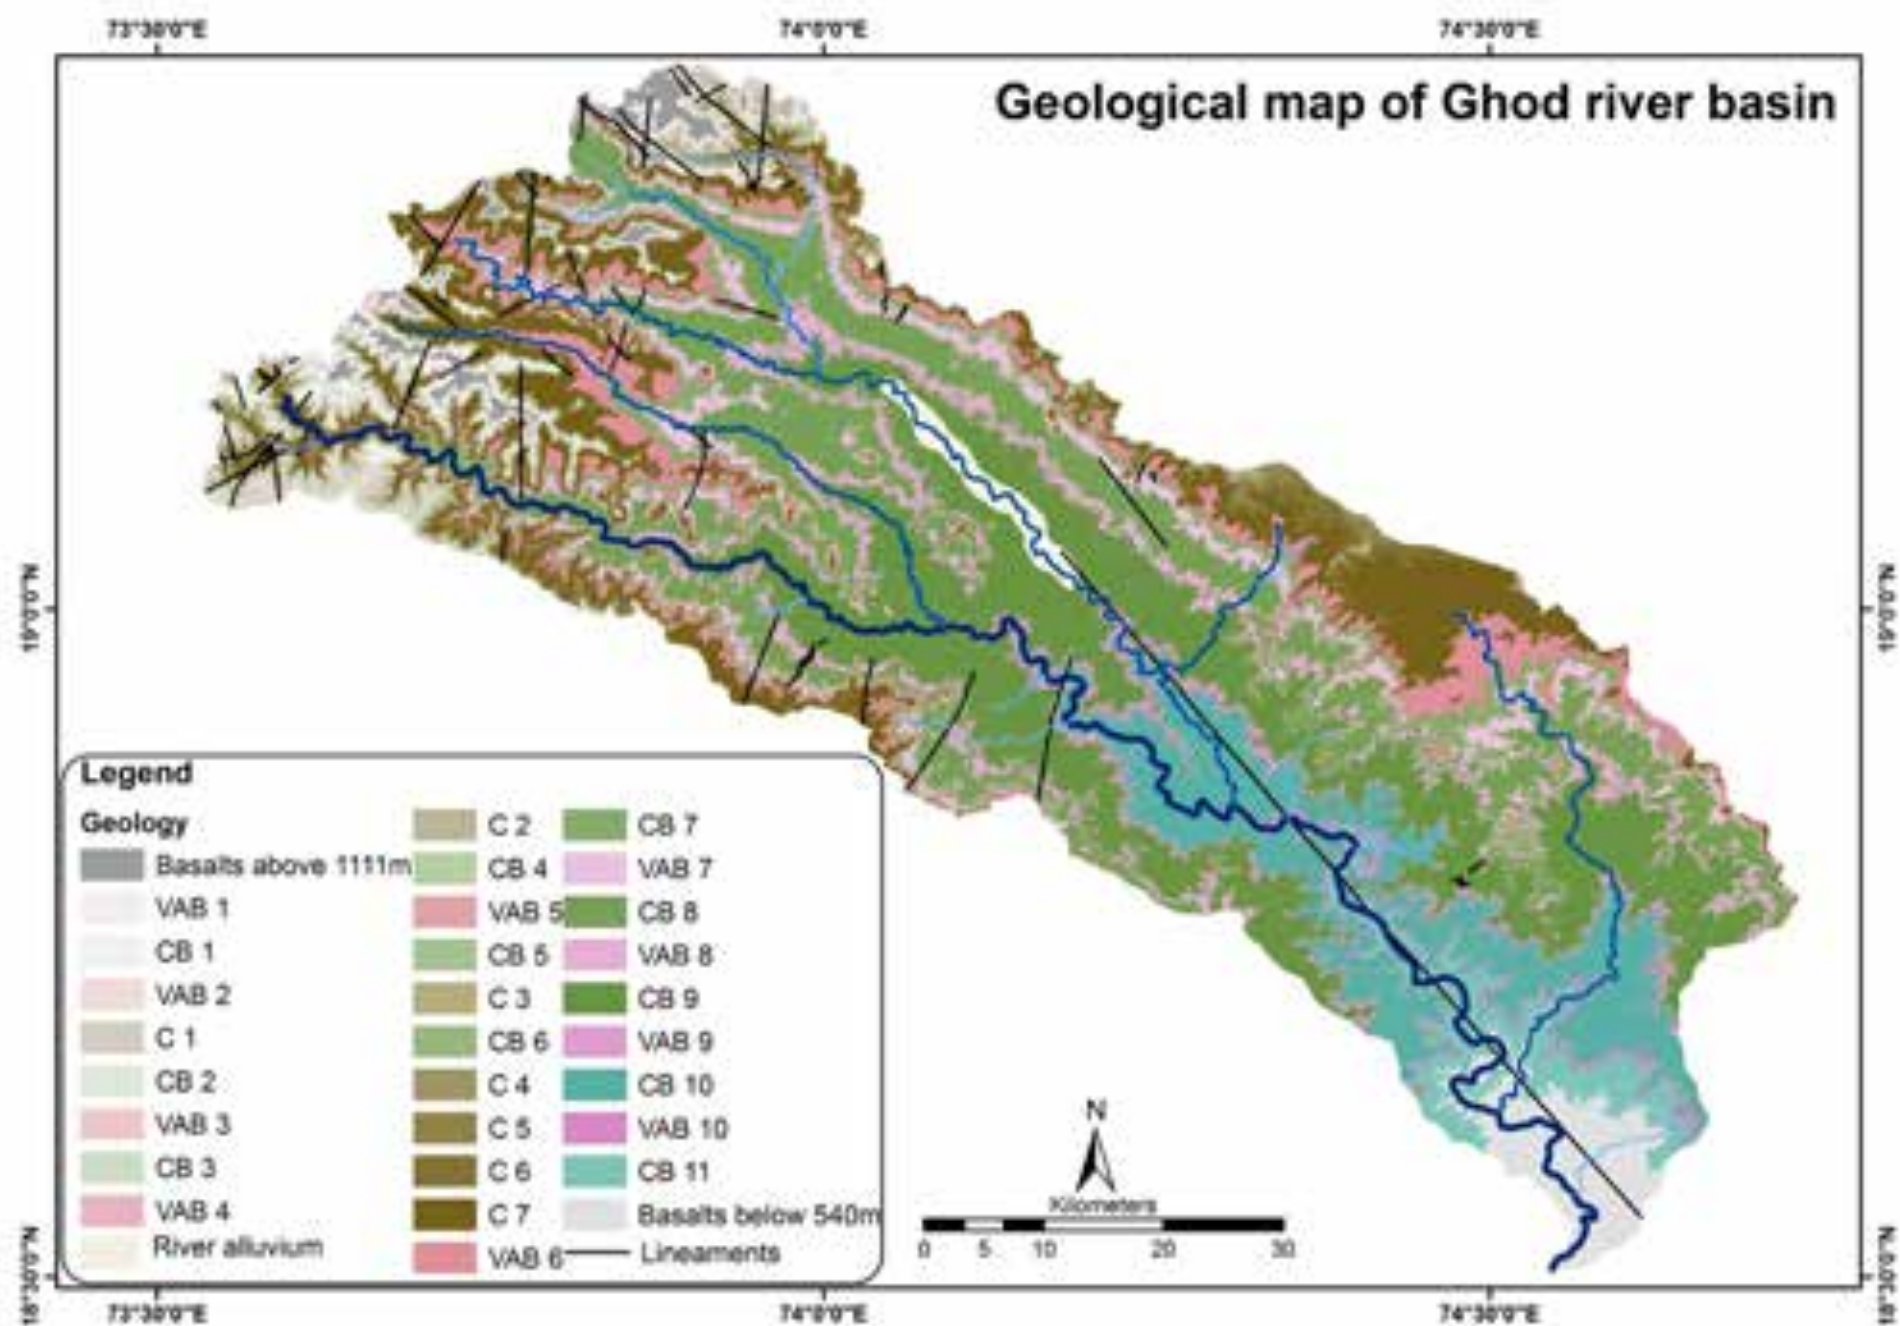 73°30'0"E 74°0'0"E 74°30'0"E
Geological map of Ghod river basin
19°0'0"N 19°0'0"N
Legend
Geology
Basalts above 1111m
VAB 1
CB 1
VAB 2
C 1
CB 2
VAB 3
CB 3
VAB 4
River alluvium
C 2
CB 4
VAB 5
CB 5
C 3
CB 6
C 4
C 5
C 6
C 7
VAB 6
CB 7
VAB 7
CB 8
VAB 8
CB 9
VAB 9
CB 10
VAB 10
CB 11
Basalts below 540m
Lineaments
N
Kilometers
0 5 10 20 30
18°30'0"N 18°30'0"N
73°30'0"E 74°0'0"E 74°30'0"E